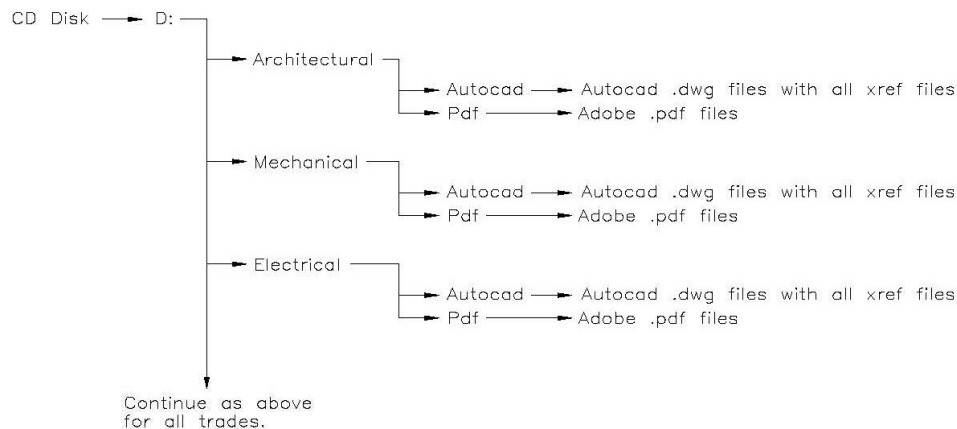 CD Disk D:
Architectural
Autocad Autocad .dwg files with all xref files
Pdf Adobe .pdf files
Mechanical
Autocad Autocad .dwg files with all xref files
Pdf Adobe .pdf files
Electrical
Autocad Autocad .dwg files with all xref files
Pdf Adobe .pdf files
Continue as above
for all trades.